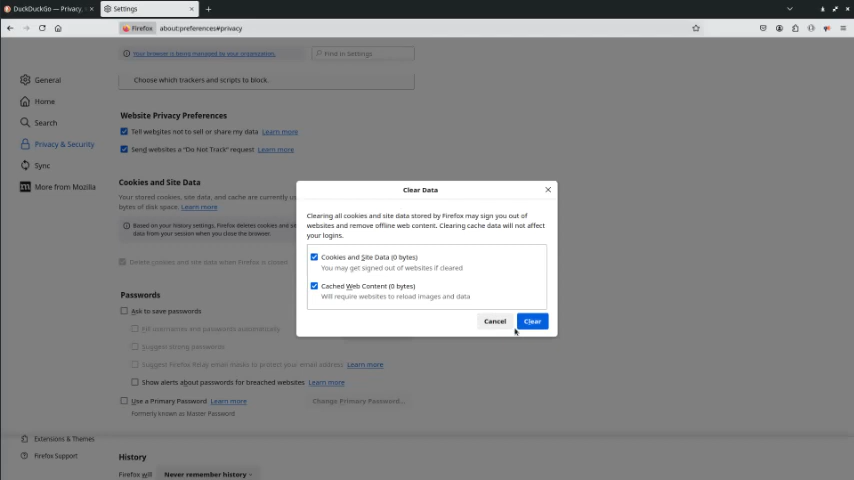 DuckDuckGo — Privacy,
Settings
Firefox
about:preferences#privacy
Your browser is being managed by your organization.
Find in Settings
Choose which trackers and scripts to block.
General
Home
Search
Privacy & Security
Sync
More from Mozilla
Website Privacy Preferences
Tell websites not to sell or share my data Learn more
Send websites a "Do Not Track" request Learn more
Cookies and Site Data
Your stored cookies, site data, and cache are currently us
bytes of disk space. Learn more
Based on your history settings, Firefox deletes cookies and si
data from your session when you close the browser.
Delete cookies and site data when Firefox is closed
Clear Data
Clearing all cookies and site data stored by Firefox may sign you out of
websites and remove offline web content. Clearing cache data will not affect
your logins.
Cookies and Site Data (0 bytes)
You may get signed out of websites if cleared
Cached Web Content (0 bytes)
Will require websites to reload images and data
Cancel
Clear
Passwords
Ask to save passwords
Fill usernames and passwords automatically
Suggest strong passwords
Suggest Firefox Relay email masks to protect your email address Learn more
Show alerts about passwords for breached websites Learn more
Use a Primary Password Learn more
Change Primary Password...
Formerly known as Master Password
Extensions & Themes
Firefox Support
History
Firefox will Never remember history